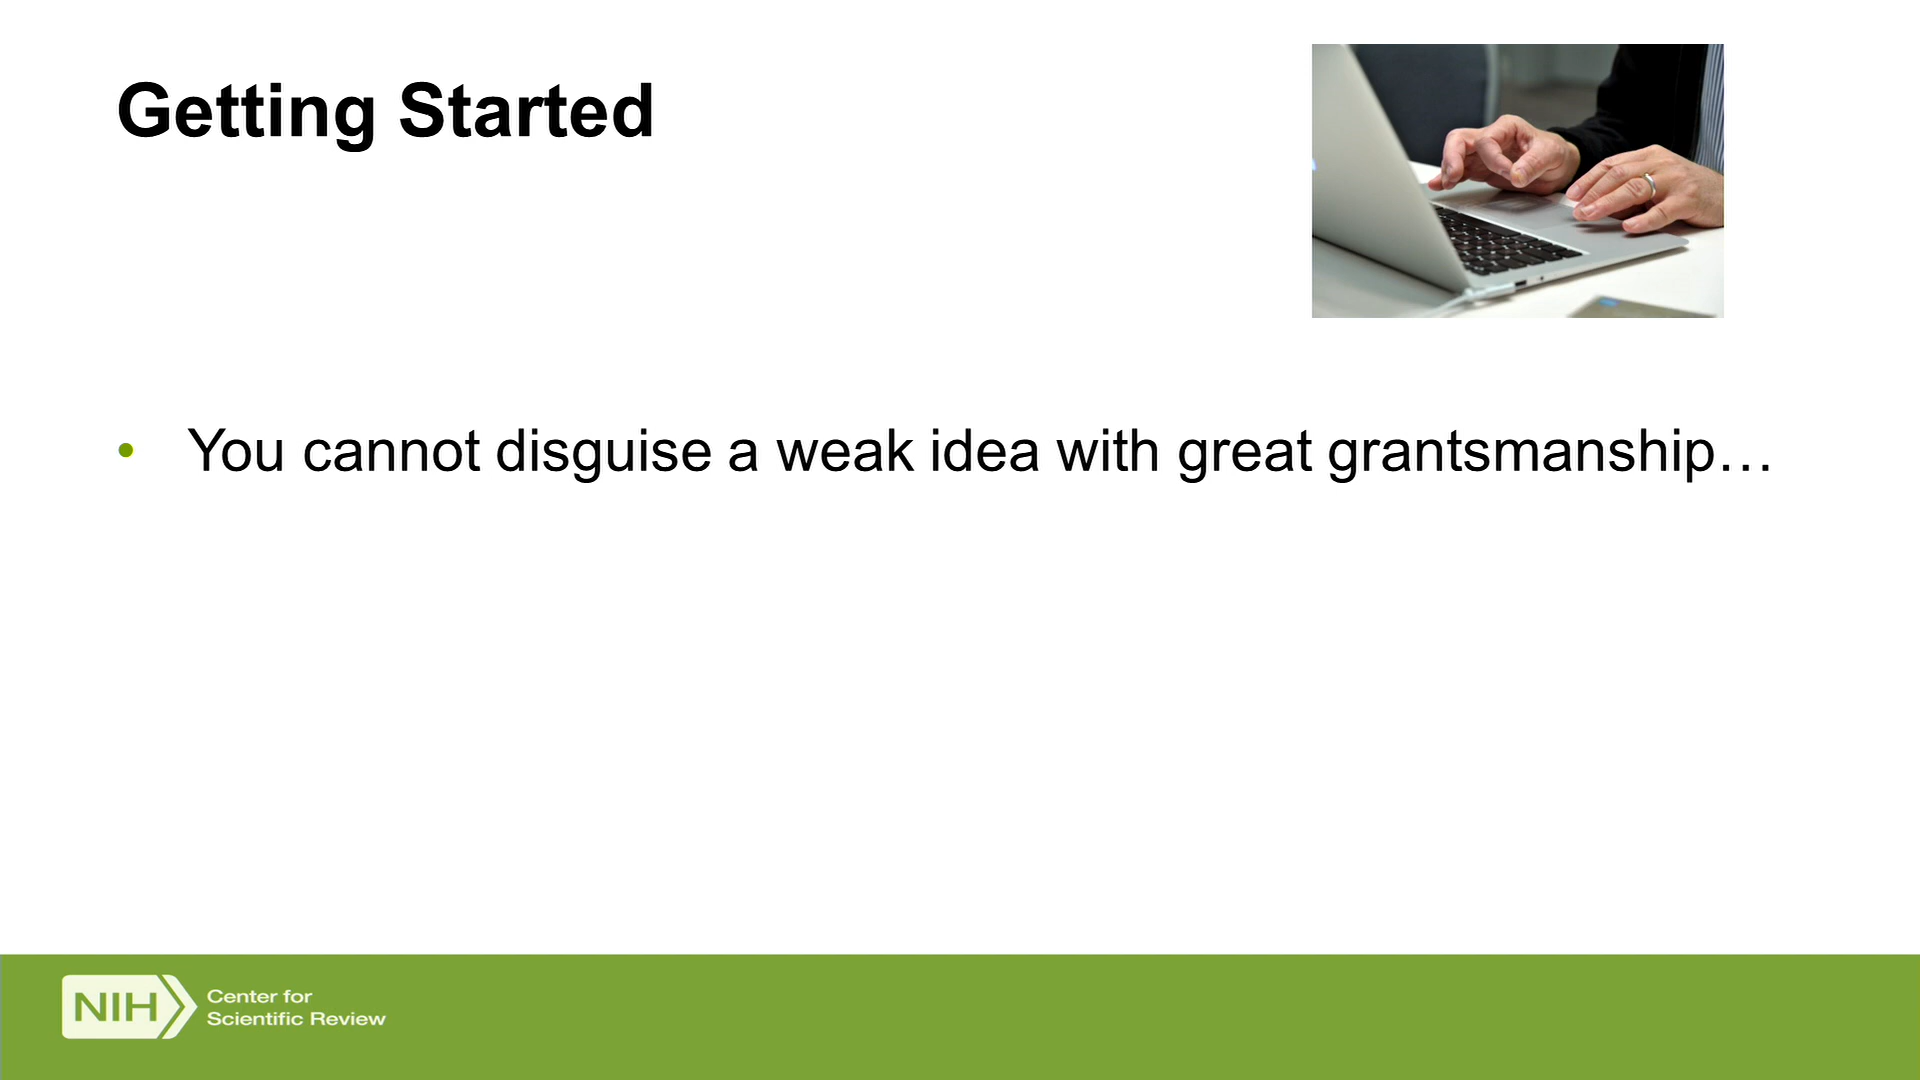 Getting Started
• You cannot disguise a weak idea with great grantsmanship…
NIH
Center for
Scientific Review